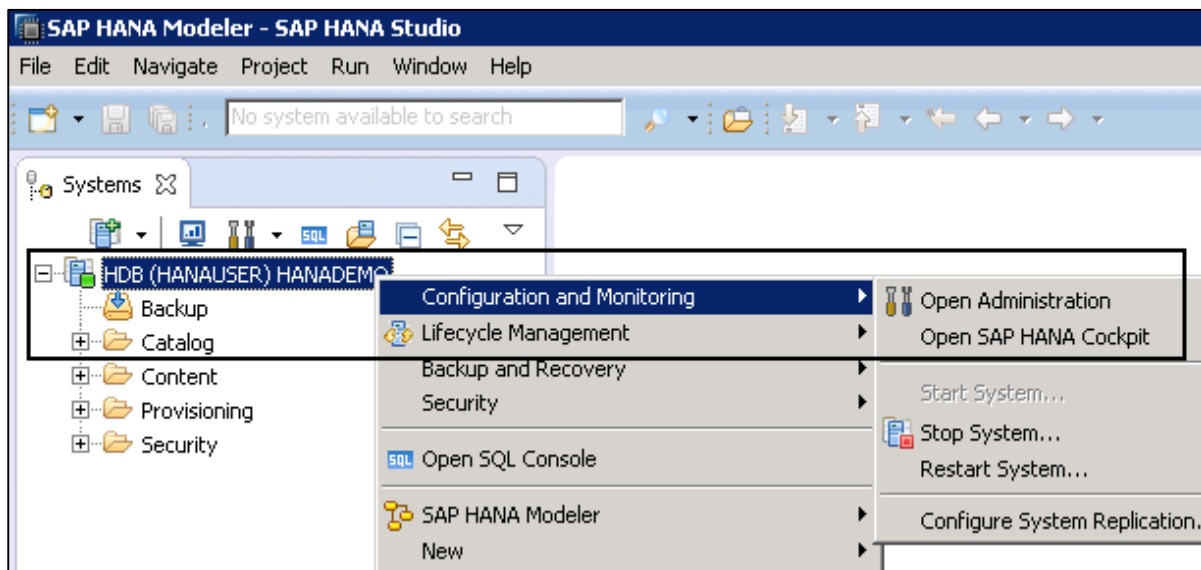 SAP HANA Modeler - SAP HANA Studio
File Edit Navigate Project Run Window Help
No system available to search
Systems
SQL
HDB (HANAUSER) HANADEMO
Backup
Catalog
Content
Provisioning
Security
Configuration and Monitoring
Lifecycle Management
Backup and Recovery
Security
SQL Open SQL Console
SAP HANA Modeler
New
Open Administration
Open SAP HANA Cockpit
Start System...
Stop System...
Restart System...
Configure System Replication.